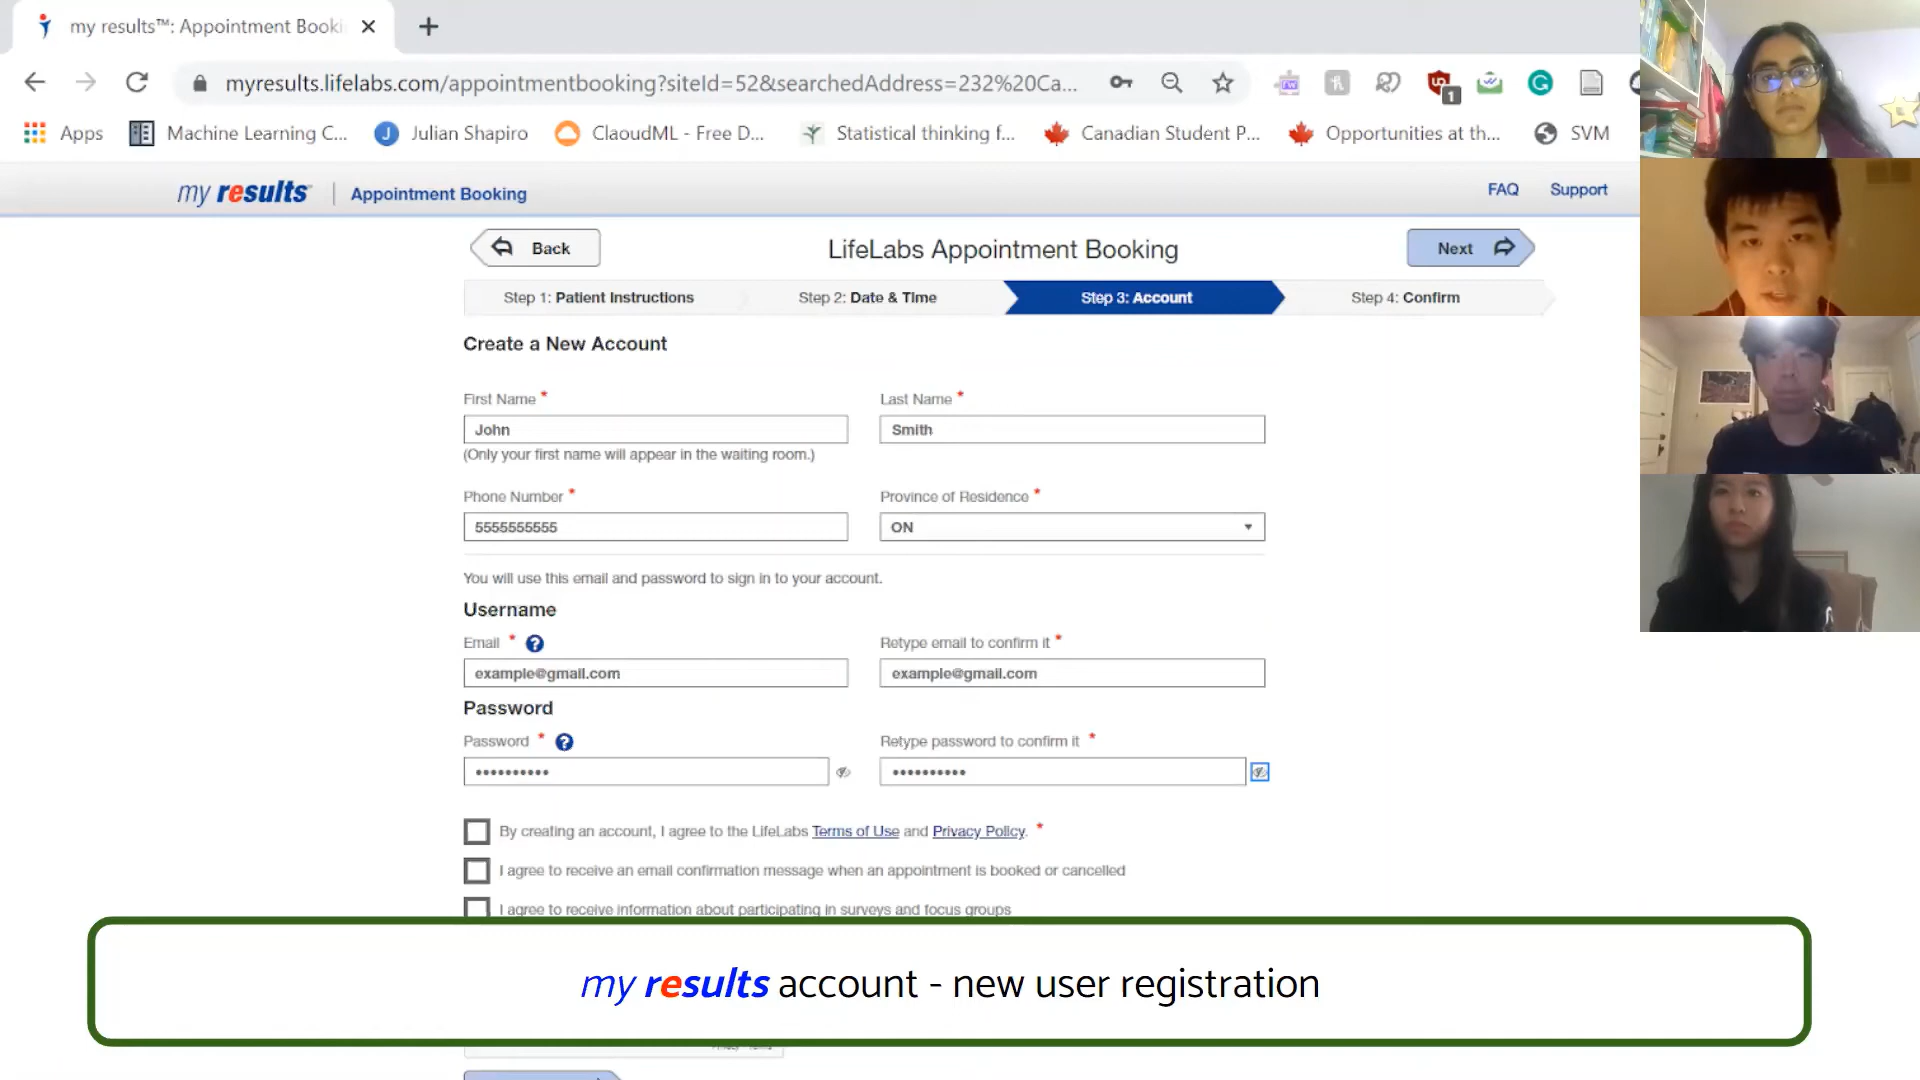 my results™: Appointment Booki
myresults.lifelabs.com/appointmentbooking?siteId=52&searchedAddress=232%20Ca...
1
Apps Machine Learning C... J Julian Shapiro ClaoudML - Free D... Statistical thinking f... Canadian Student P... Opportunities at th... SVM
my results Appointment Booking FAQ Support
Back LifeLabs Appointment Booking Next
Step 1: Patient Instructions Step 2: Date & Time Step 3: Account Step 4: Confirm
Create a New Account
First Name * Last Name *
John Smith
(Only your first name will appear in the waiting room.)
Phone Number * Province of Residence *
5555555555 ON
You will use this email and password to sign in to your account.
Username
Email * ? Retype email to confirm it *
example@gmail.com example@gmail.com
Password
Password * ? Retype password to confirm it *
•••••••••• ••••••••••
By creating an account, I agree to the LifeLabs Terms of Use and Privacy Policy. *
I agree to receive an email confirmation message when an appointment is booked or cancelled
I agree to receive information about participating in surveys and focus groups
my results account - new user registration